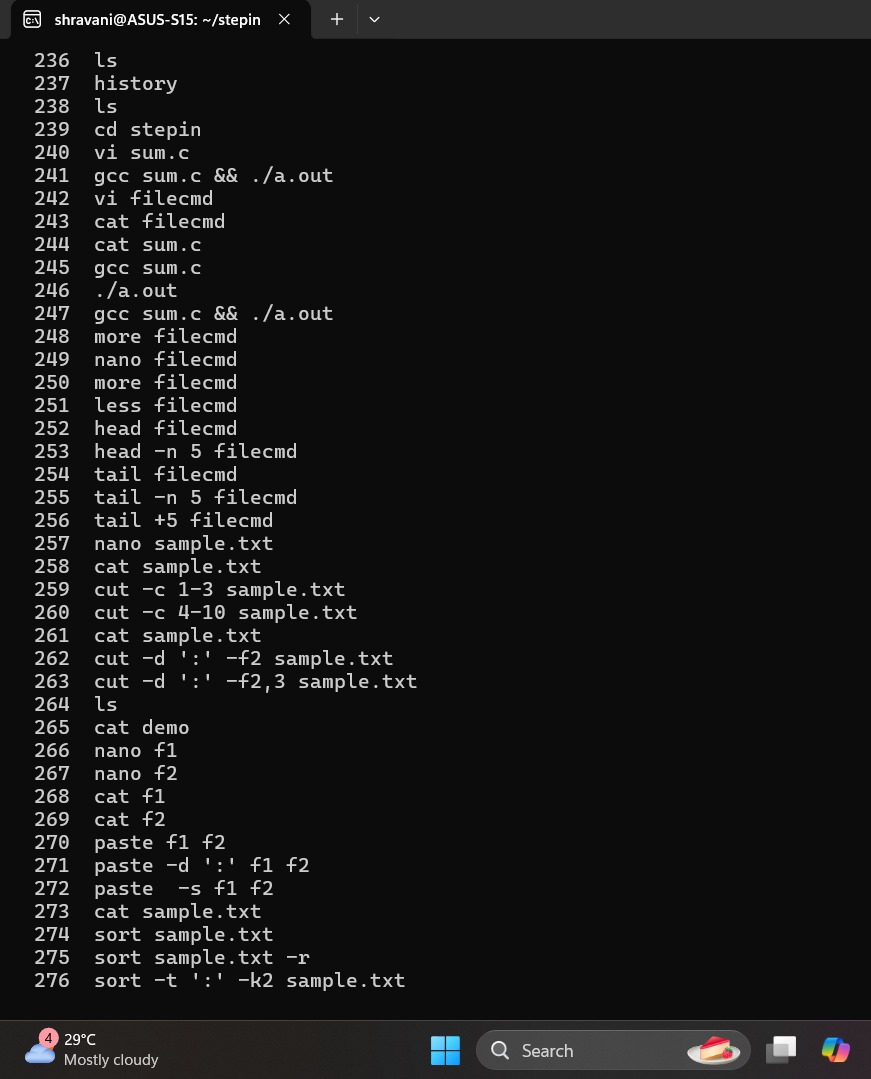 shravani@ASUS-S15: ~/stepin
236 ls
237 history
238 ls
239 cd stepin
240 vi sum.c
241 gcc sum.c && ./a.out
242 vi filecmd
243 cat filecmd
244 cat sum.c
245 gcc sum.c
246 ./a.out
247 gcc sum.c && ./a.out
248 more filecmd
249 nano filecmd
250 more filecmd
251 less filecmd
252 head filecmd
253 head -n 5 filecmd
254 tail filecmd
255 tail -n 5 filecmd
256 tail +5 filecmd
257 nano sample.txt
258 cat sample.txt
259 cut -c 1-3 sample.txt
260 cut -c 4-10 sample.txt
261 cat sample.txt
262 cut -d ':' -f2 sample.txt
263 cut -d ':' -f2,3 sample.txt
264 ls
265 cat demo
266 nano f1
267 nano f2
268 cat f1
269 cat f2
270 paste f1 f2
271 paste -d ':' f1 f2
272 paste  -s f1 f2
273 cat sample.txt
274 sort sample.txt
275 sort sample.txt -r
276 sort -t ':' -k2 sample.txt
4
29°C
Mostly cloudy
Search